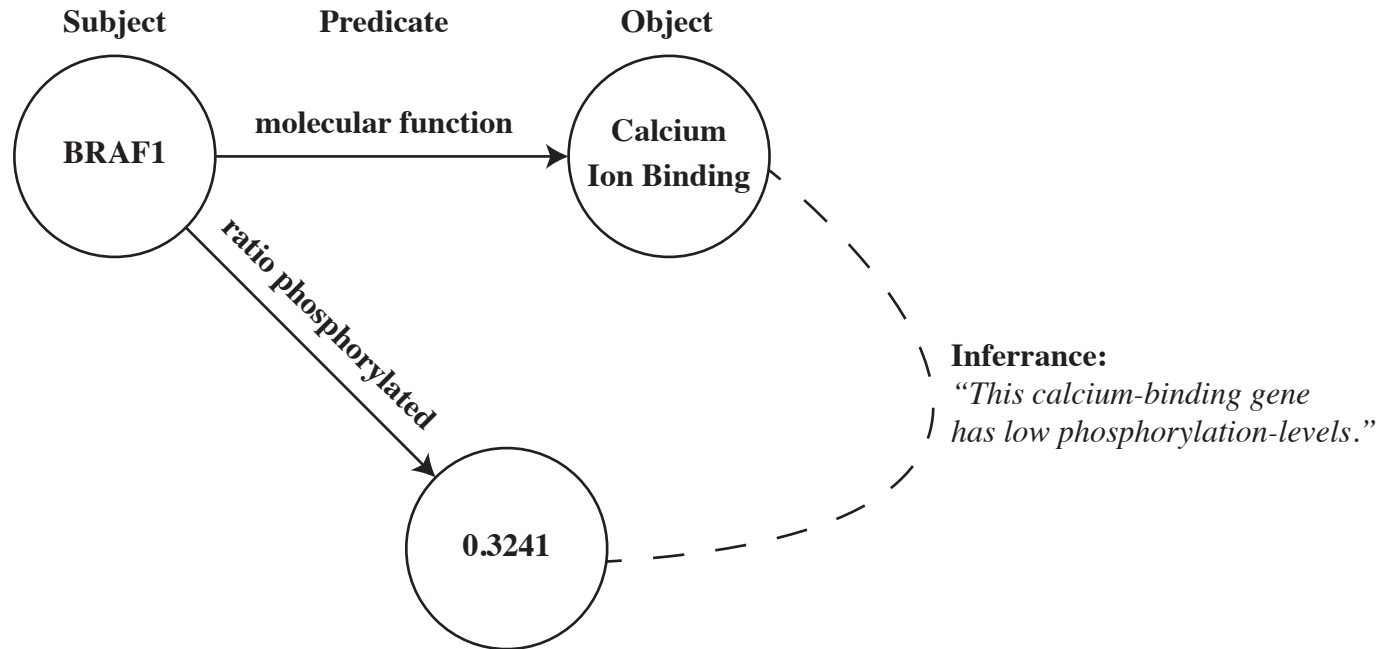 Subject Predicate Object
BRAF1
molecular function
Calcium
Ion Binding
ratio phosphorylated
0.3241
Inferrance:
“This calcium-binding gene
has low phosphorylation-levels.”